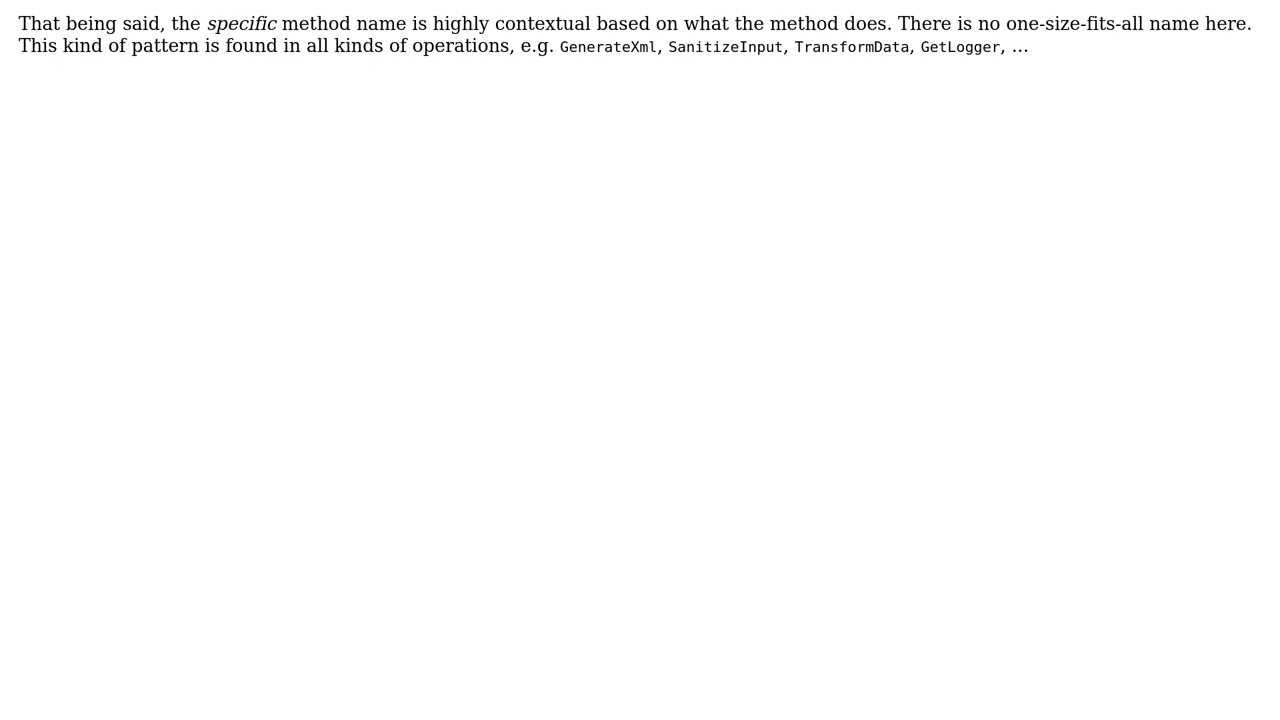 That being said, the specific method name is highly contextual based on what the method does. There is no one-size-fits-all name here.
This kind of pattern is found in all kinds of operations, e.g. GenerateXml, SanitizeInput, TransformData, GetLogger, …